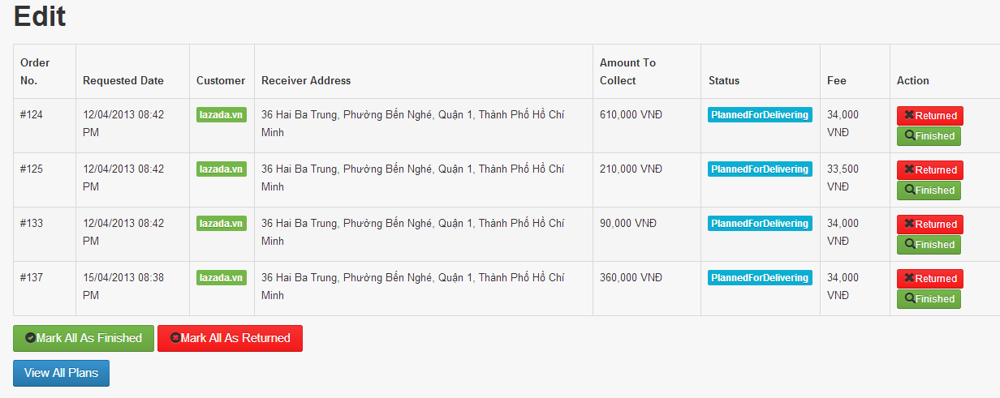 Edit
Order No. Requested Date Customer Receiver Address Amount To Collect Status Fee Action
#124 12/04/2013 08:42 PM lazada.vn 36 Hai Ba Trung, Phường Bến Nghé, Quận 1, Thành Phố Hồ Chí Minh 610,000 VNĐ PlannedForDelivering 34,000 VNĐ Returned Finished
#125 12/04/2013 08:42 PM lazada.vn 36 Hai Ba Trung, Phường Bến Nghé, Quận 1, Thành Phố Hồ Chí Minh 210,000 VNĐ PlannedForDelivering 33,500 VNĐ Returned Finished
#133 12/04/2013 08:42 PM lazada.vn 36 Hai Ba Trung, Phường Bến Nghé, Quận 1, Thành Phố Hồ Chí Minh 90,000 VNĐ PlannedForDelivering 34,000 VNĐ Returned Finished
#137 15/04/2013 08:38 PM lazada.vn 36 Hai Ba Trung, Phường Bến Nghé, Quận 1, Thành Phố Hồ Chí Minh 360,000 VNĐ PlannedForDelivering 34,000 VNĐ Returned Finished
Mark All As Finished Mark All As Returned
View All Plans